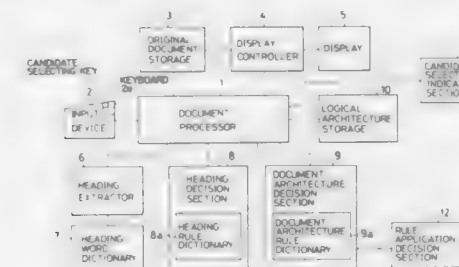 3
4
5
ORIGINAL
DOCUMENT
STORAGE
DISPLAY
CONTROLLER
DISPLAY
CANDIDATE
SELECTING KEY
KEYBOARD
2a
2
INPUT
DEVICE
1
DOCUMENT
PROCESSOR
10
LOGICAL
ARCHITECTURE
STORAGE
6
HEADING
EXTRACTOR
8
HEADING
DECISION
SECTION
9
DOCUMENT
ARCHITECTURE
DECISION
SECTION
7
HEADING
WORD
DICTIONARY
8a
HEADING
RULE
DICTIONARY
DOCUMENT
ARCHITECTURE
RULE
DICTIONARY
9a
12
RULE
APPLICATION
DECISION
SECTION